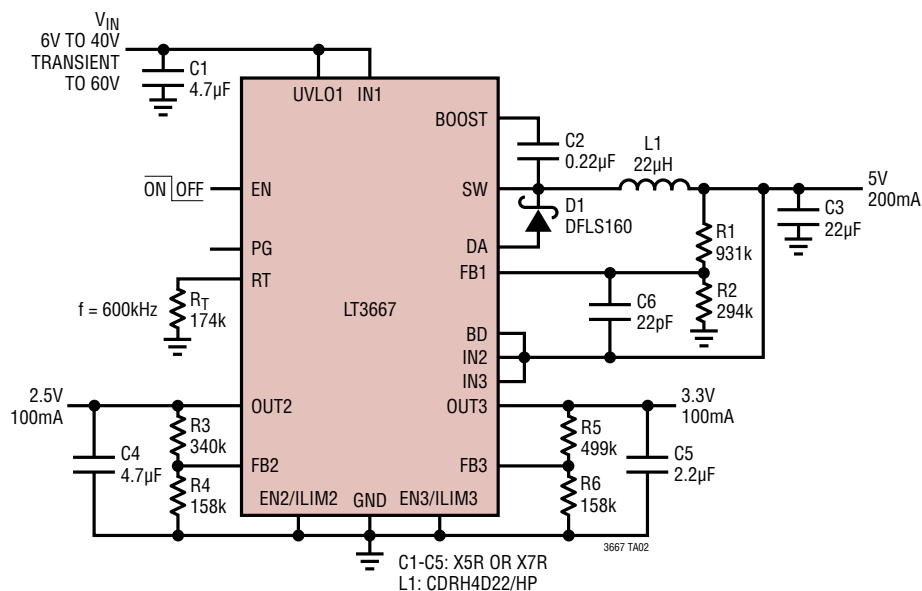 VIN
6V TO 40V
TRANSIENT
TO 60V
C1
4.7µF
UVLO1 IN1
BOOST
C2
0.22µF
L1
22µH
ON OFF
EN
SW
5V
200mA
D1
DFLS160
C3
22µF
R1
931k
PG
DA
FB1
RT
f = 600kHz
RT
174k
LT3667
C6
22pF
R2
294k
BD
IN2
IN3
2.5V
100mA
OUT2
OUT3
3.3V
100mA
R3
340k
R5
499k
C4
4.7µF
FB2
FB3
C5
2.2µF
R4
158k
R6
158k
EN2/ILIM2 GND EN3/ILIM3
3667 TA02
C1-C5: X5R OR X7R
L1: CDRH4D22/HP